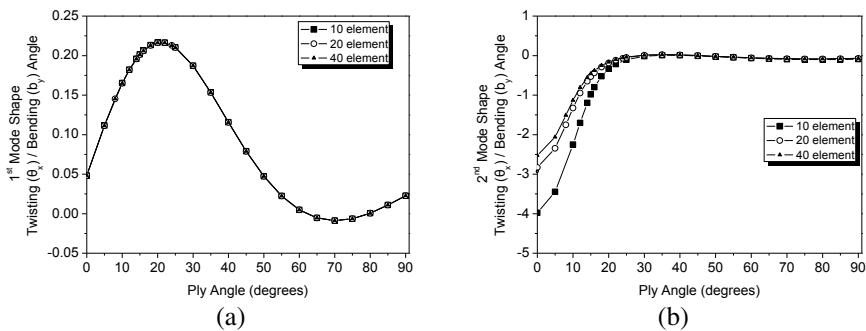 1st Mode Shape
Twisting (θx) / Bending (by) Angle
0.25
0.20
0.15
0.10
0.05
0.00
-0.05
10 element
20 element
40 element
0 10 20 30 40 50 60 70 80 90
Ply Angle (degrees)
(a)
2nd Mode Shape
Twisting (θx) / Bending (by) Angle
1
0
-1
-2
-3
-4
-5
10 element
20 element
40 element
0 10 20 30 40 50 60 70 80 90
Ply Angle (degrees)
(b)